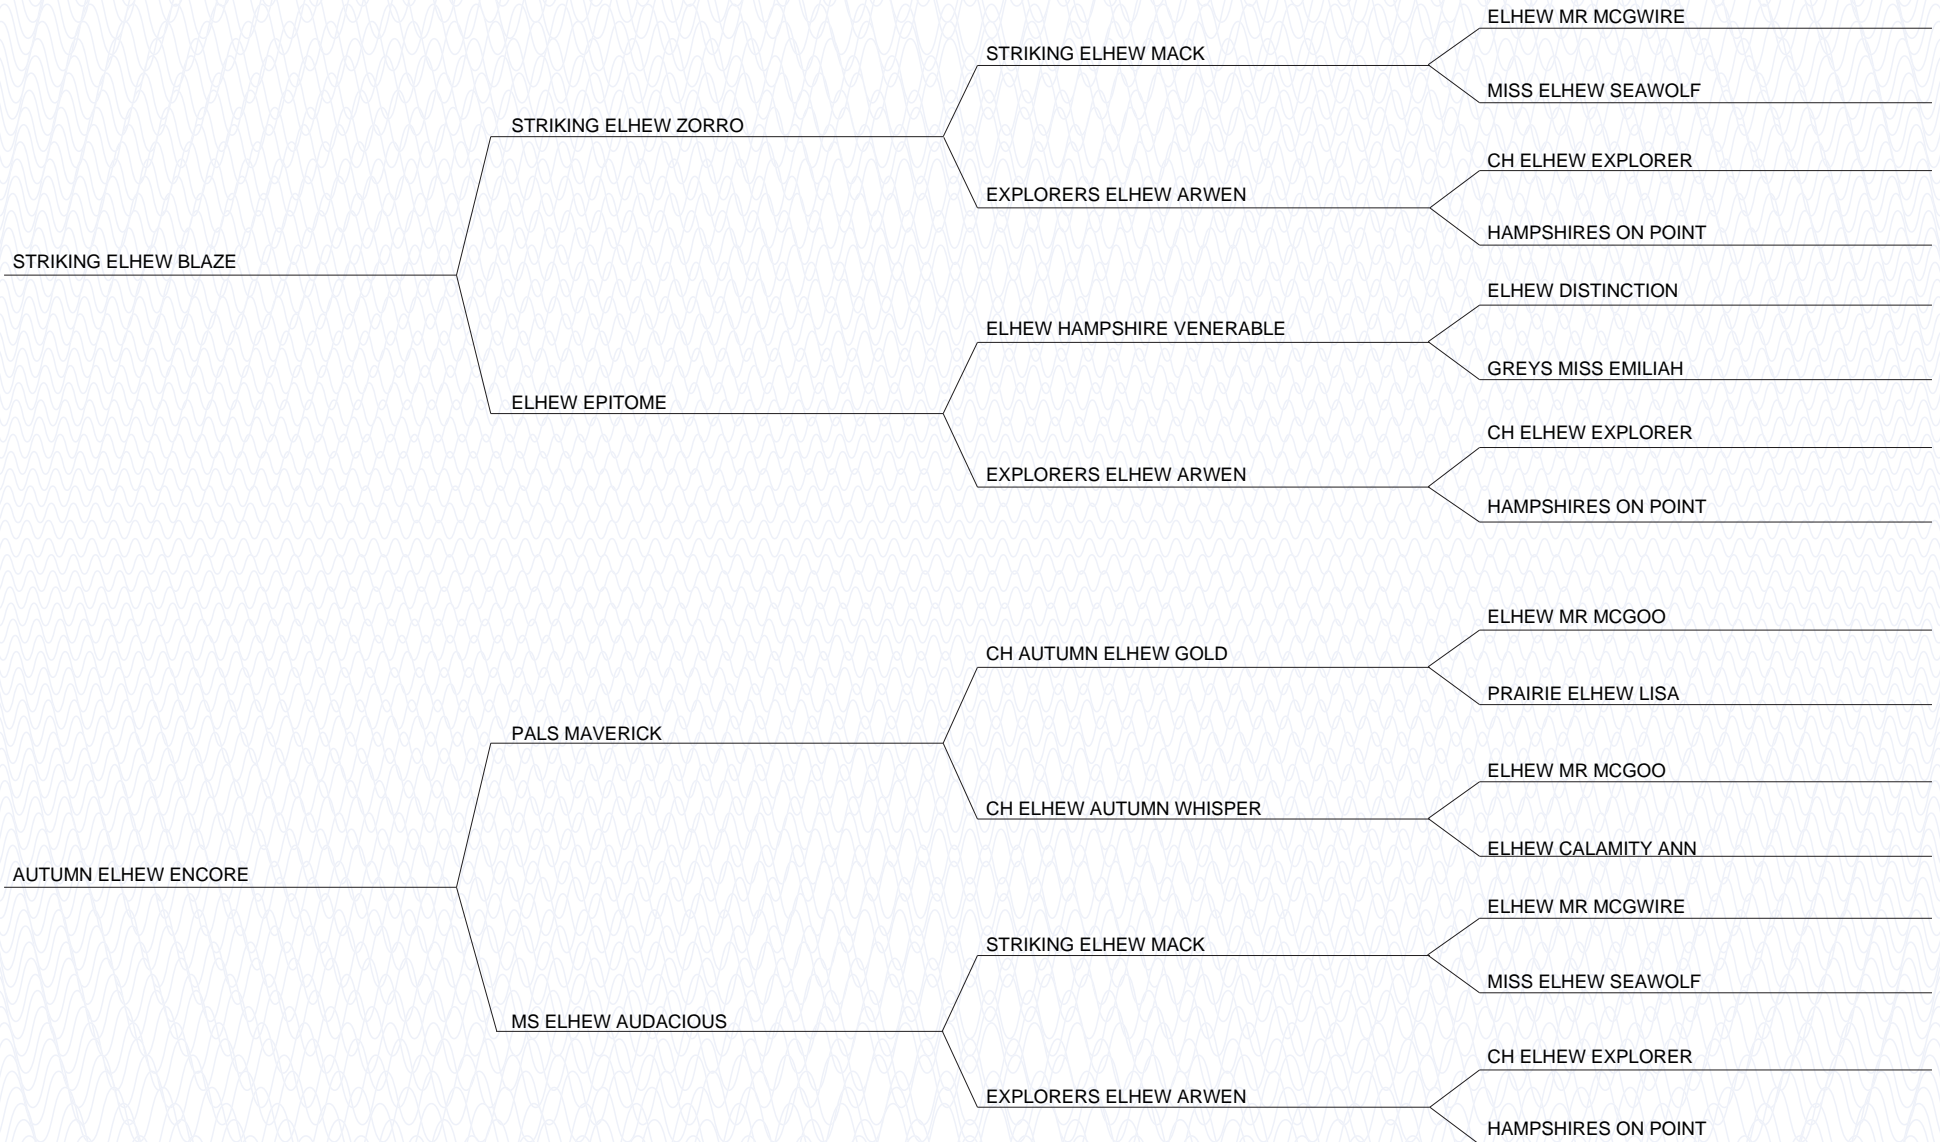 ELHEW MR MCGWIRE
STRIKING ELHEW MACK
MISS ELHEW SEAWOLF
STRIKING ELHEW ZORRO
CH ELHEW EXPLORER
EXPLORERS ELHEW ARWEN
HAMPSHIRES ON POINT
STRIKING ELHEW BLAZE
ELHEW DISTINCTION
ELHEW HAMPSHIRE VENERABLE
GREYS MISS EMILIAH
ELHEW EPITOME
CH ELHEW EXPLORER
EXPLORERS ELHEW ARWEN
HAMPSHIRES ON POINT
ELHEW MR MCGOO
CH AUTUMN ELHEW GOLD
PRAIRIE ELHEW LISA
PALS MAVERICK
ELHEW MR MCGOO
CH ELHEW AUTUMN WHISPER
ELHEW CALAMITY ANN
AUTUMN ELHEW ENCORE
ELHEW MR MCGWIRE
STRIKING ELHEW MACK
MISS ELHEW SEAWOLF
MS ELHEW AUDACIOUS
CH ELHEW EXPLORER
EXPLORERS ELHEW ARWEN
HAMPSHIRES ON POINT